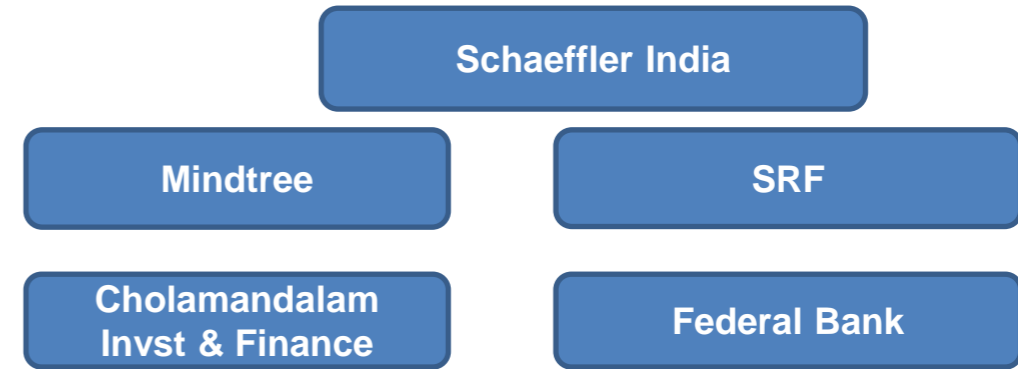 Schaeffler India
Mindtree
SRF
Cholamandalam
Invst & Finance
Federal Bank